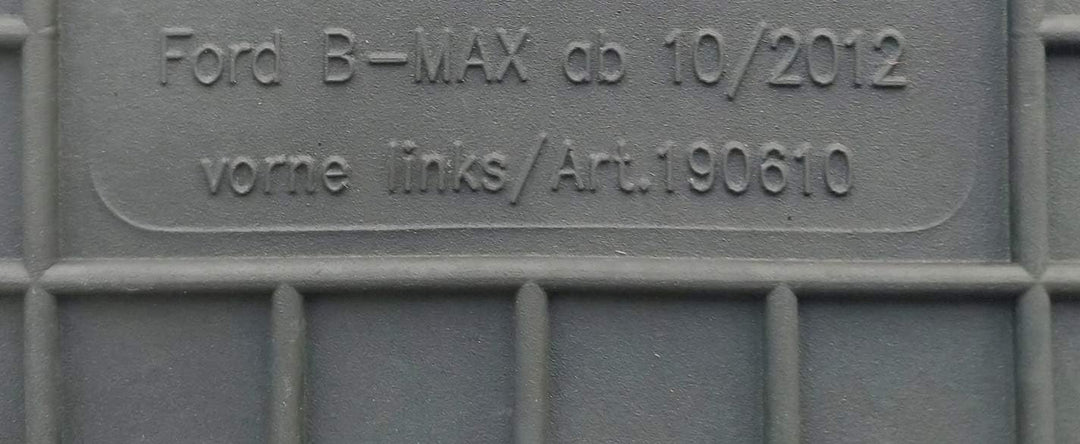 Ford B-MAX ab 10/2012
vorne links/Art.190610